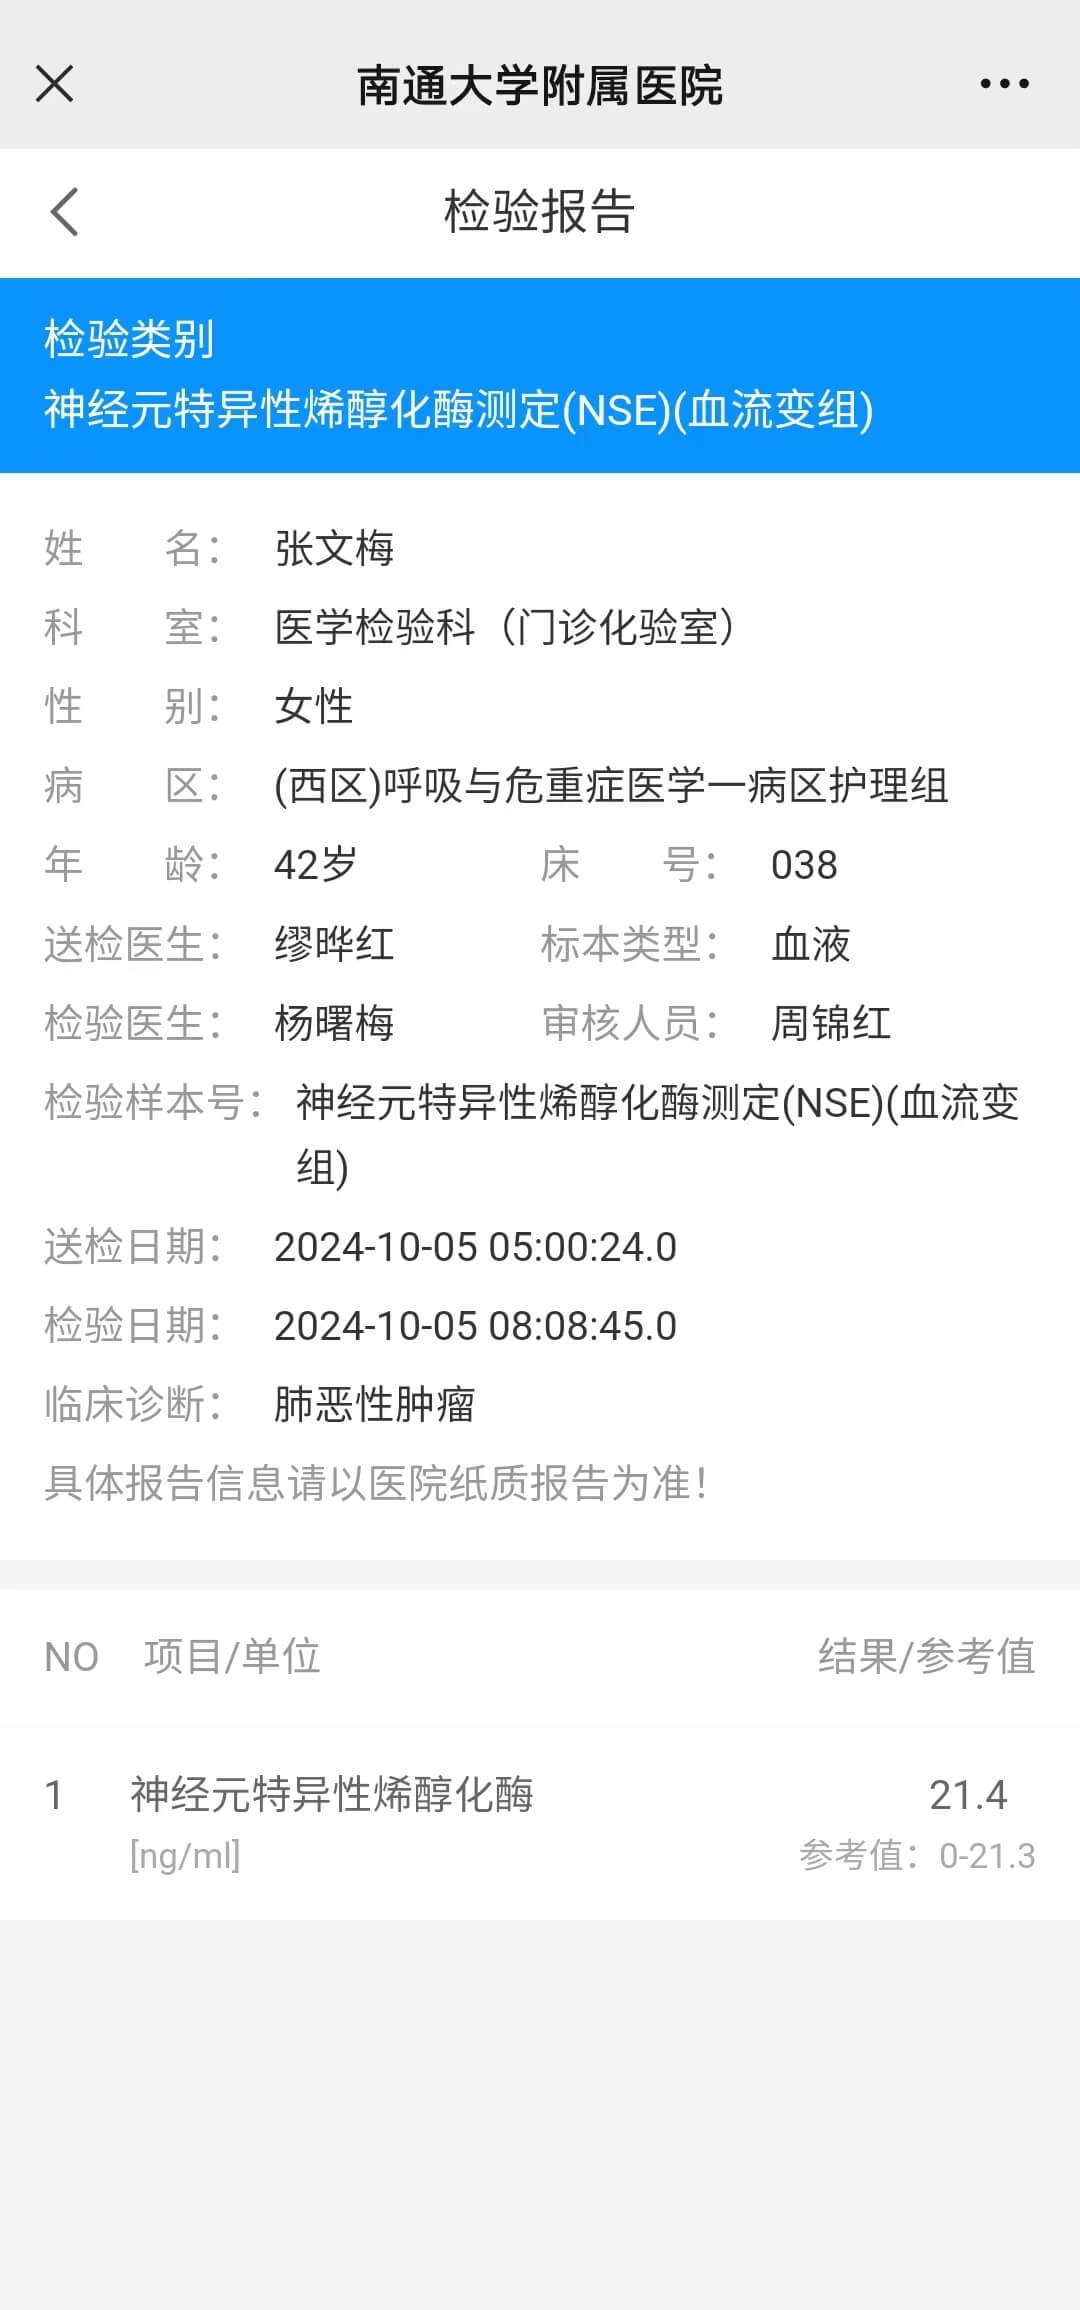 南通大学附属医院
检验报告
检验类别
神经元特异性烯醇化酶测定(NSE)(血流变组)
姓名： 张文梅
科室： 医学检验科（门诊化验室）
性别： 女性
病区： (西区)呼吸与危重症医学一病区护理组
年龄： 42岁 床号： 038
送检医生： 缪晔红 标本类型： 血液
检验医生： 杨曙梅 审核人员： 周锦红
检验样本号： 神经元特异性烯醇化酶测定(NSE)(血流变
组)
送检日期： 2024-10-05 05:00:24.0
检验日期： 2024-10-05 08:08:45.0
临床诊断： 肺恶性肿瘤
具体报告信息请以医院纸质报告为准！
NO 项目/单位 结果/参考值
1 神经元特异性烯醇化酶 21.4
[ng/ml] 参考值：0-21.3